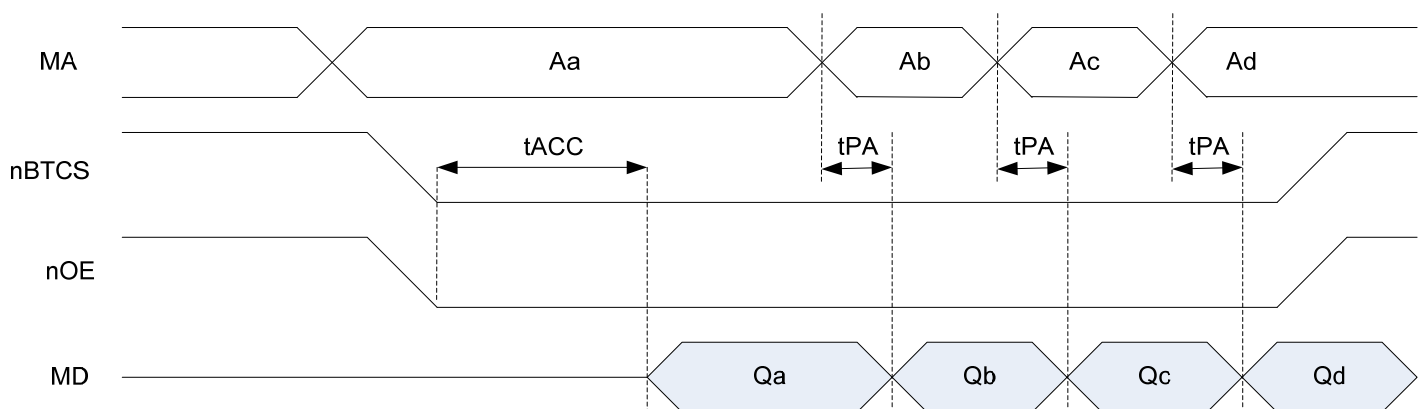 MA Aa Ab Ac Ad
nBTCS tACC tPA tPA tPA
nOE
MD Qa Qb Qc Qd